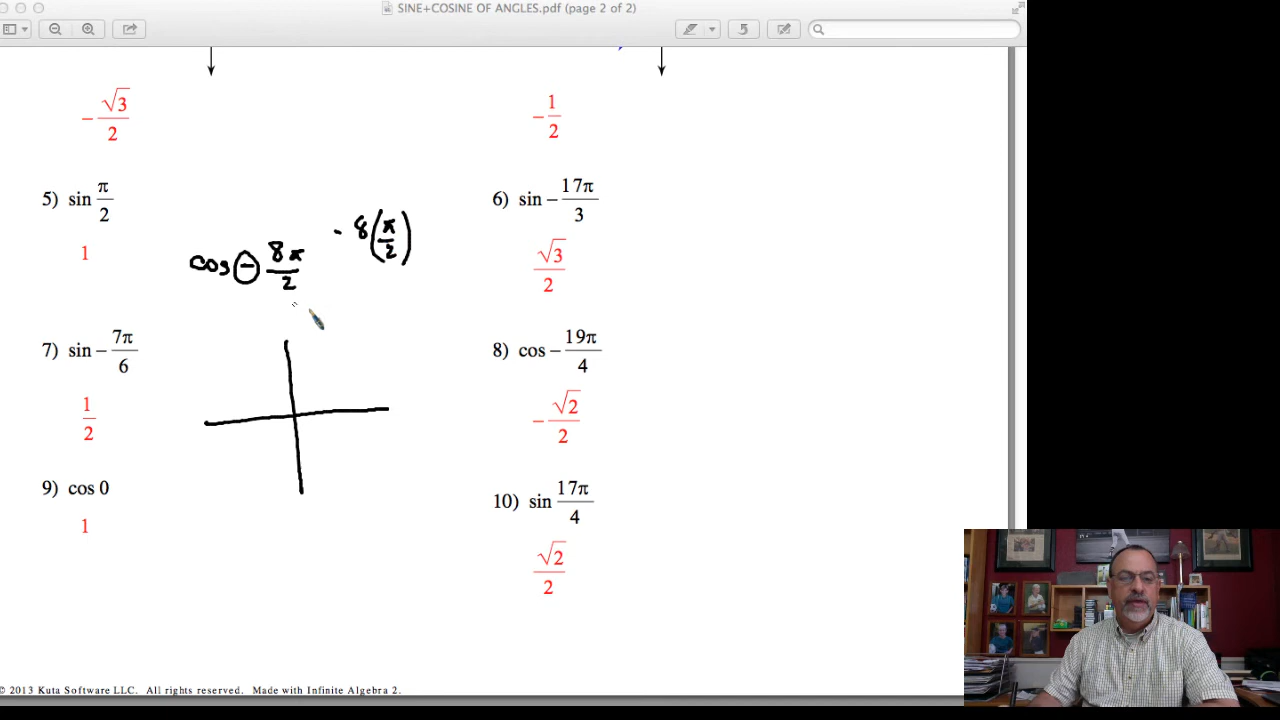 SINE+COSINE OF ANGLES.pdf (page 2 of 2)
-√3/2
-1/2
5) sin π/2
6) sin -17π/3
-8(π/2)
1
cos -8π/2
√3/2
7) sin -7π/6
8) cos -19π/4
1/2
-√2/2
9) cos 0
10) sin 17π/4
1
√2/2
© 2013 Kuta Software LLC. All rights reserved. Made with Infinite Algebra 2.